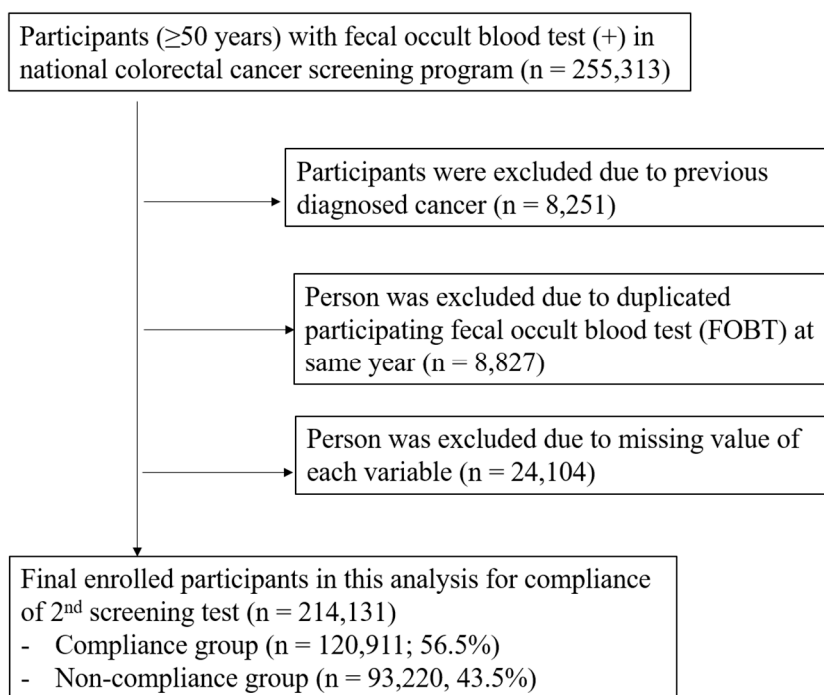 Participants (≥50 years) with fecal occult blood test (+) in
national colorectal cancer screening program (n = 255,313)
Participants were excluded due to previous
diagnosed cancer (n = 8,251)
Person was excluded due to duplicated
participating fecal occult blood test (FOBT) at
same year (n = 8,827)
Person was excluded due to missing value of
each variable (n = 24,104)
Final enrolled participants in this analysis for compliance
of 2nd screening test (n = 214,131)
- Compliance group (n = 120,911; 56.5%)
- Non-compliance group (n = 93,220, 43.5%)